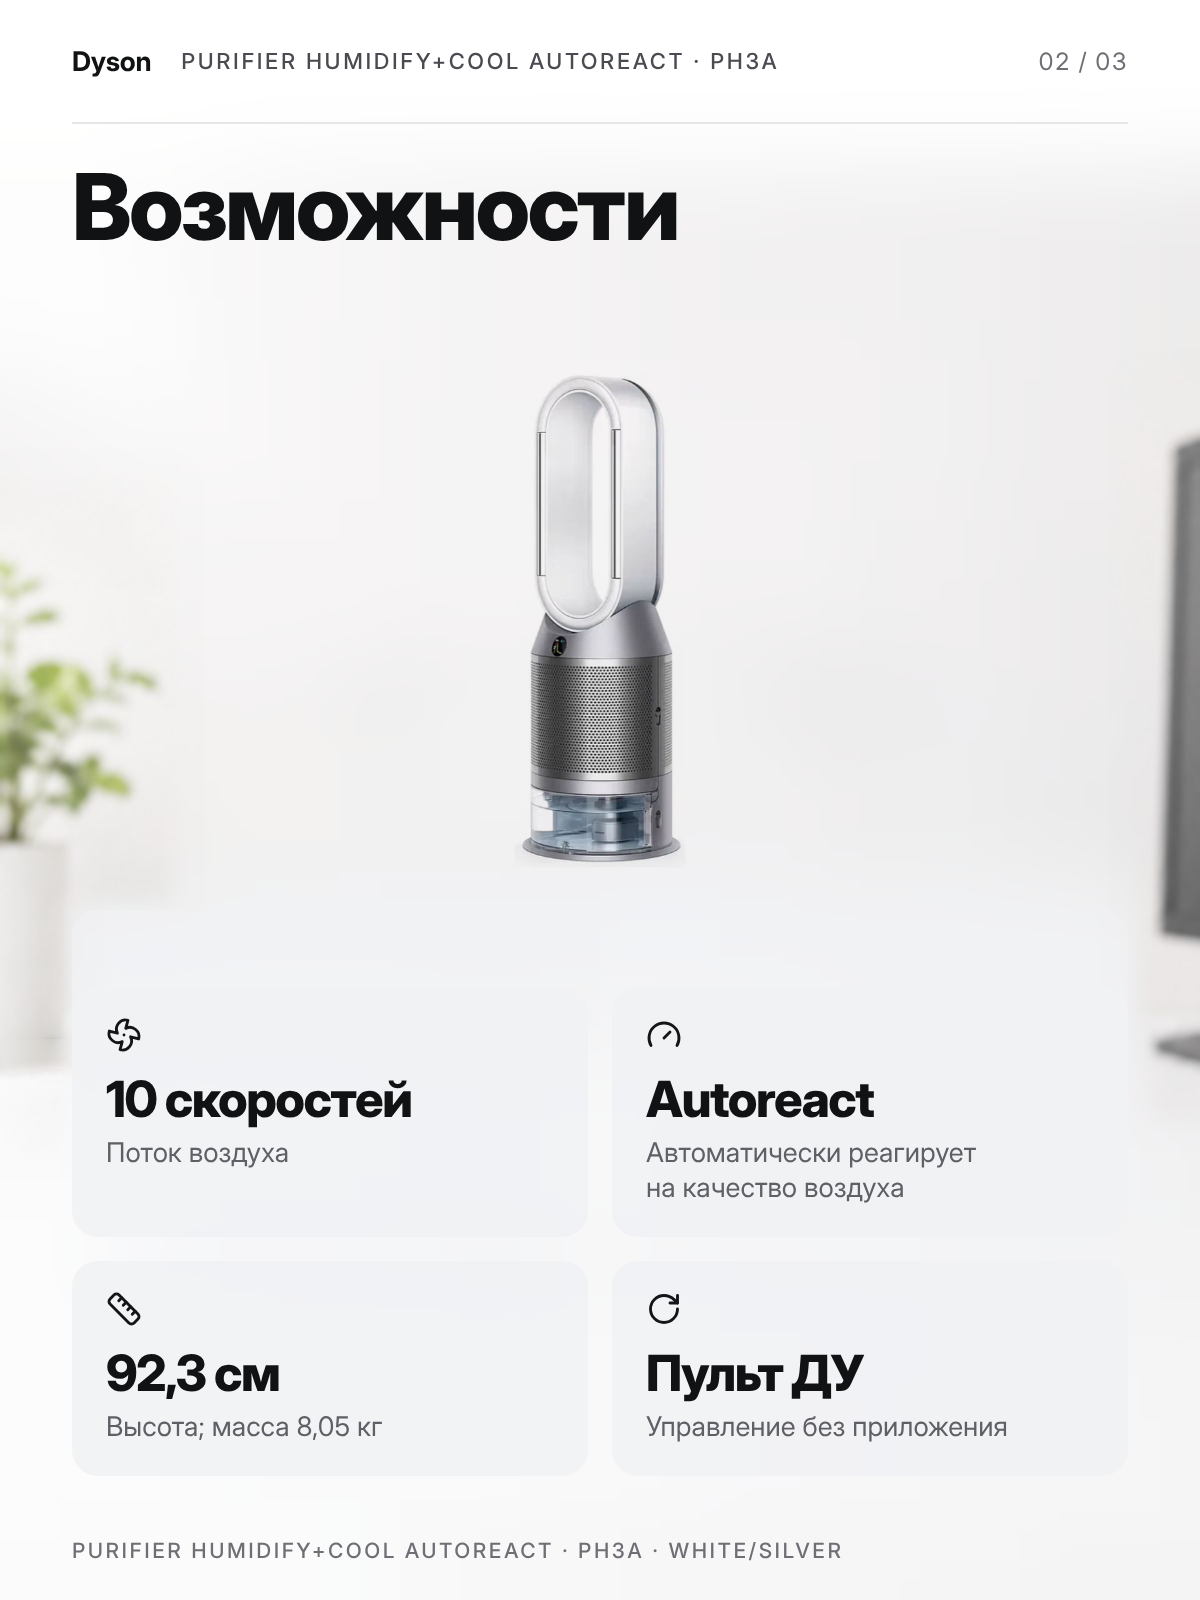 Dyson PURIFIER HUMIDIFY+COOL AUTOREACT · PH3A 02 / 03
Возможности
10 скоростей
Поток воздуха
Autoreact
Автоматически реагирует
на качество воздуха
92,3 см
Высота; масса 8,05 кг
Пульт ДУ
Управление без приложения
PURIFIER HUMIDIFY+COOL AUTOREACT · PH3A · WHITE/SILVER